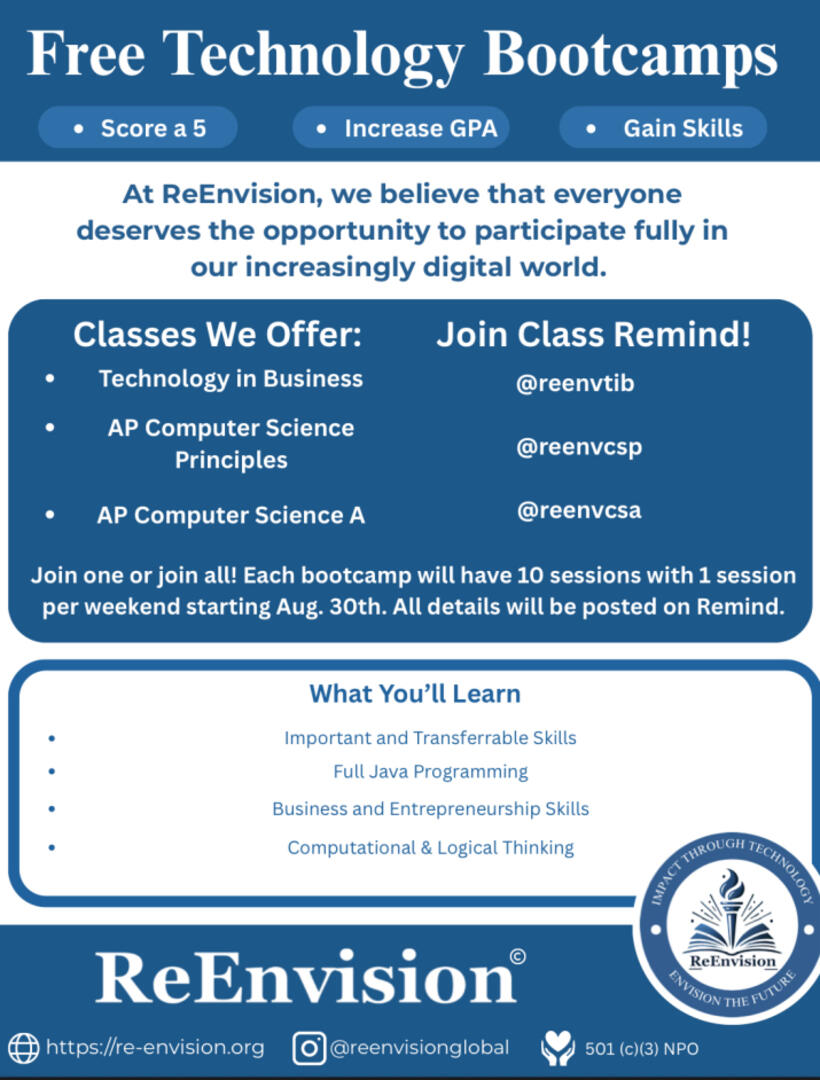 Free Technology Bootcamps
• Score a 5
• Increase GPA
• Gain Skills
At ReEnvision, we believe that everyone
deserves the opportunity to participate fully in
our increasingly digital world.
Classes We Offer:
• Technology in Business
• AP Computer Science
Principles
• AP Computer Science A
Join Class Remind!
@reenvtib
@reenvcsp
@reenvcsa
Join one or join all! Each bootcamp will have 10 sessions with 1 session
per weekend starting Aug. 30th. All details will be posted on Remind.
What You’ll Learn
• Important and Transferrable Skills
• Full Java Programming
• Business and Entrepreneurship Skills
• Computational & Logical Thinking
IMPACT THROUGH TECHNOLOGY
ReEnvision
ENVISION THE FUTURE
ReEnvision©
https://re-envision.org
@reenvisionglobal
501 (c)(3) NPO